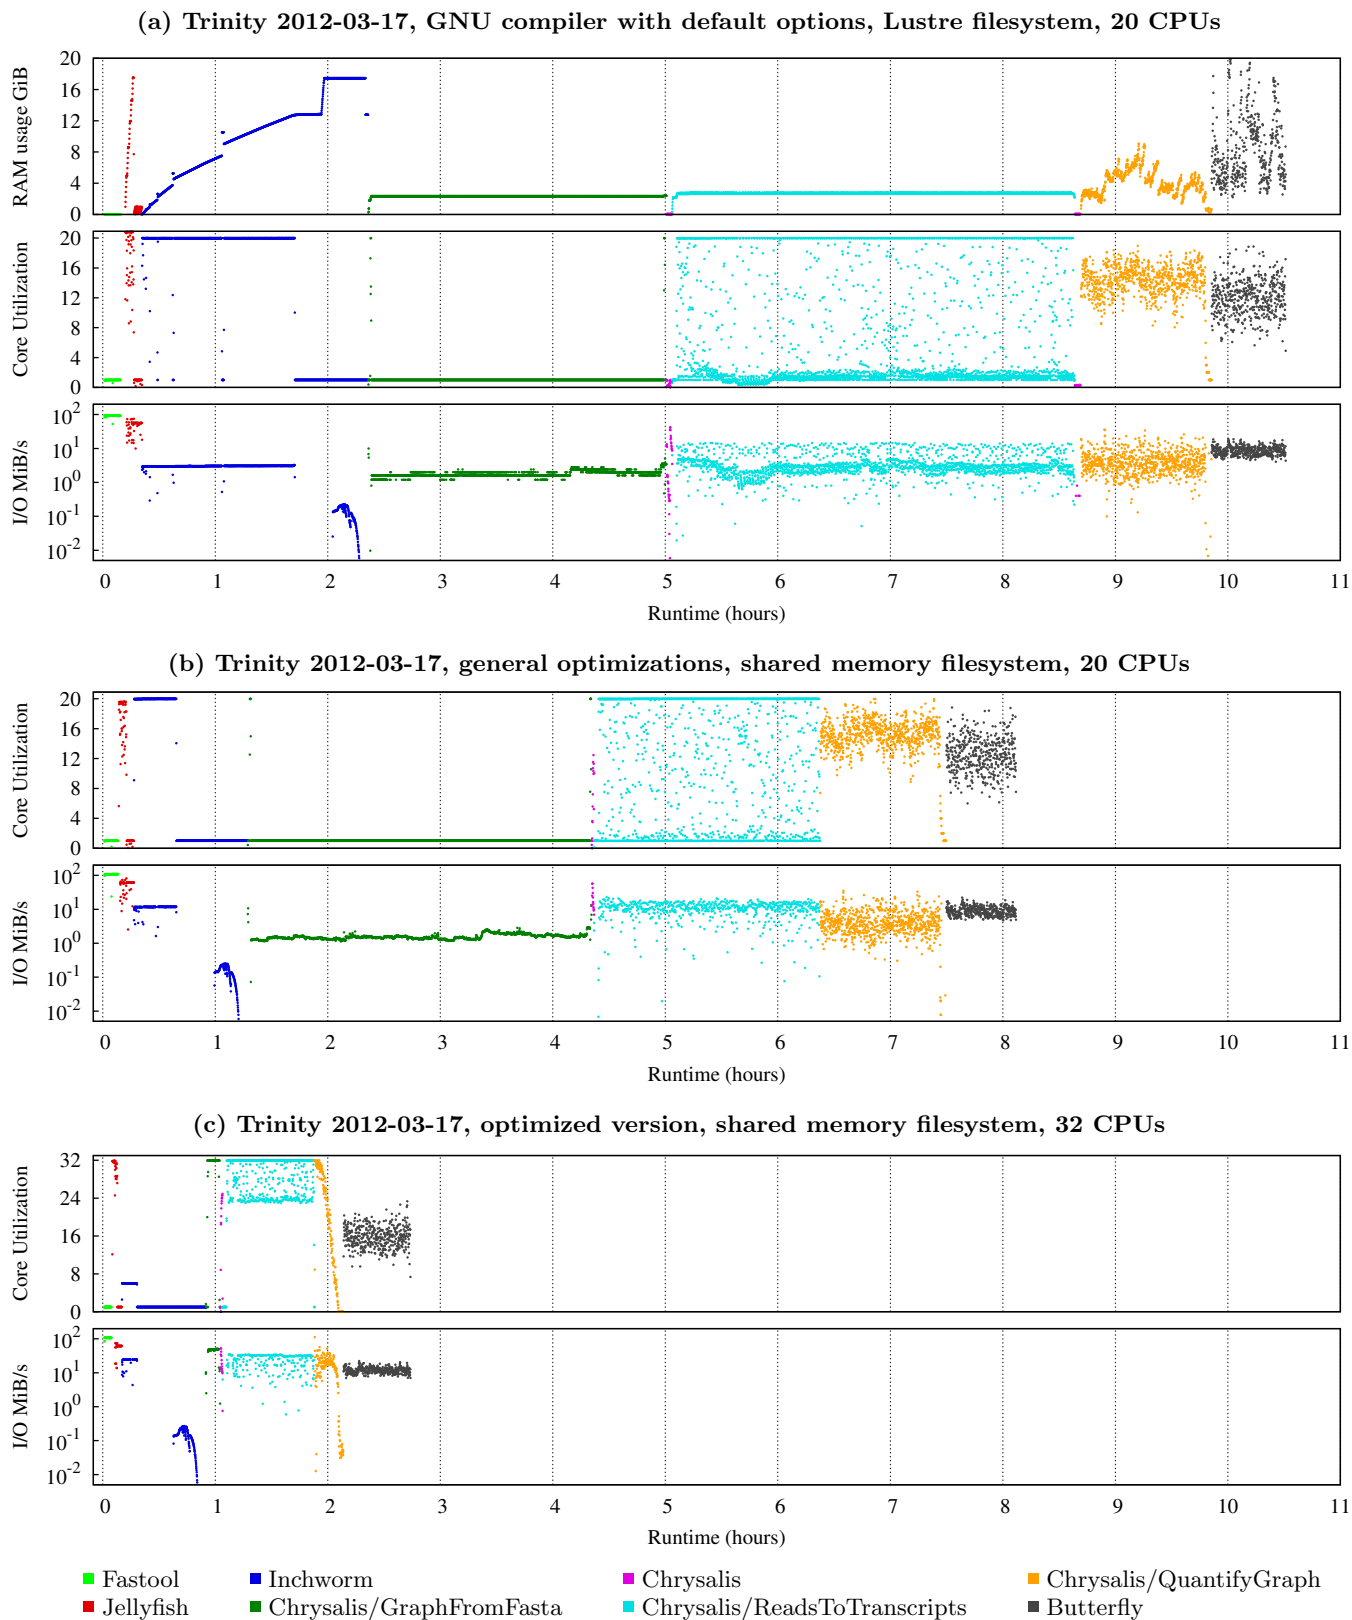 (a) Trinity 2012-03-17, GNU compiler with default options, Lustre filesystem, 20 CPUs
RAM usage GiB
20
16
12
8
4
0
Core Utilization
20
16
12
8
4
0
I/O MiB/s
10^2
10^1
10^0
10^-1
10^-2
0 1 2 3 4 5 6 7 8 9 10 11
Runtime (hours)
(b) Trinity 2012-03-17, general optimizations, shared memory filesystem, 20 CPUs
Core Utilization
20
16
12
8
4
0
I/O MiB/s
10^2
10^1
10^0
10^-1
10^-2
0 1 2 3 4 5 6 7 8 9 10 11
Runtime (hours)
(c) Trinity 2012-03-17, optimized version, shared memory filesystem, 32 CPUs
Core Utilization
32
24
16
8
0
I/O MiB/s
10^2
10^1
10^0
10^-1
10^-2
0 1 2 3 4 5 6 7 8 9 10 11
Runtime (hours)
Fastool Inchworm Chrysalis Chrysalis/QuantifyGraph
Jellyfish Chrysalis/GraphFromFasta Chrysalis/ReadsToTranscripts Butterfly